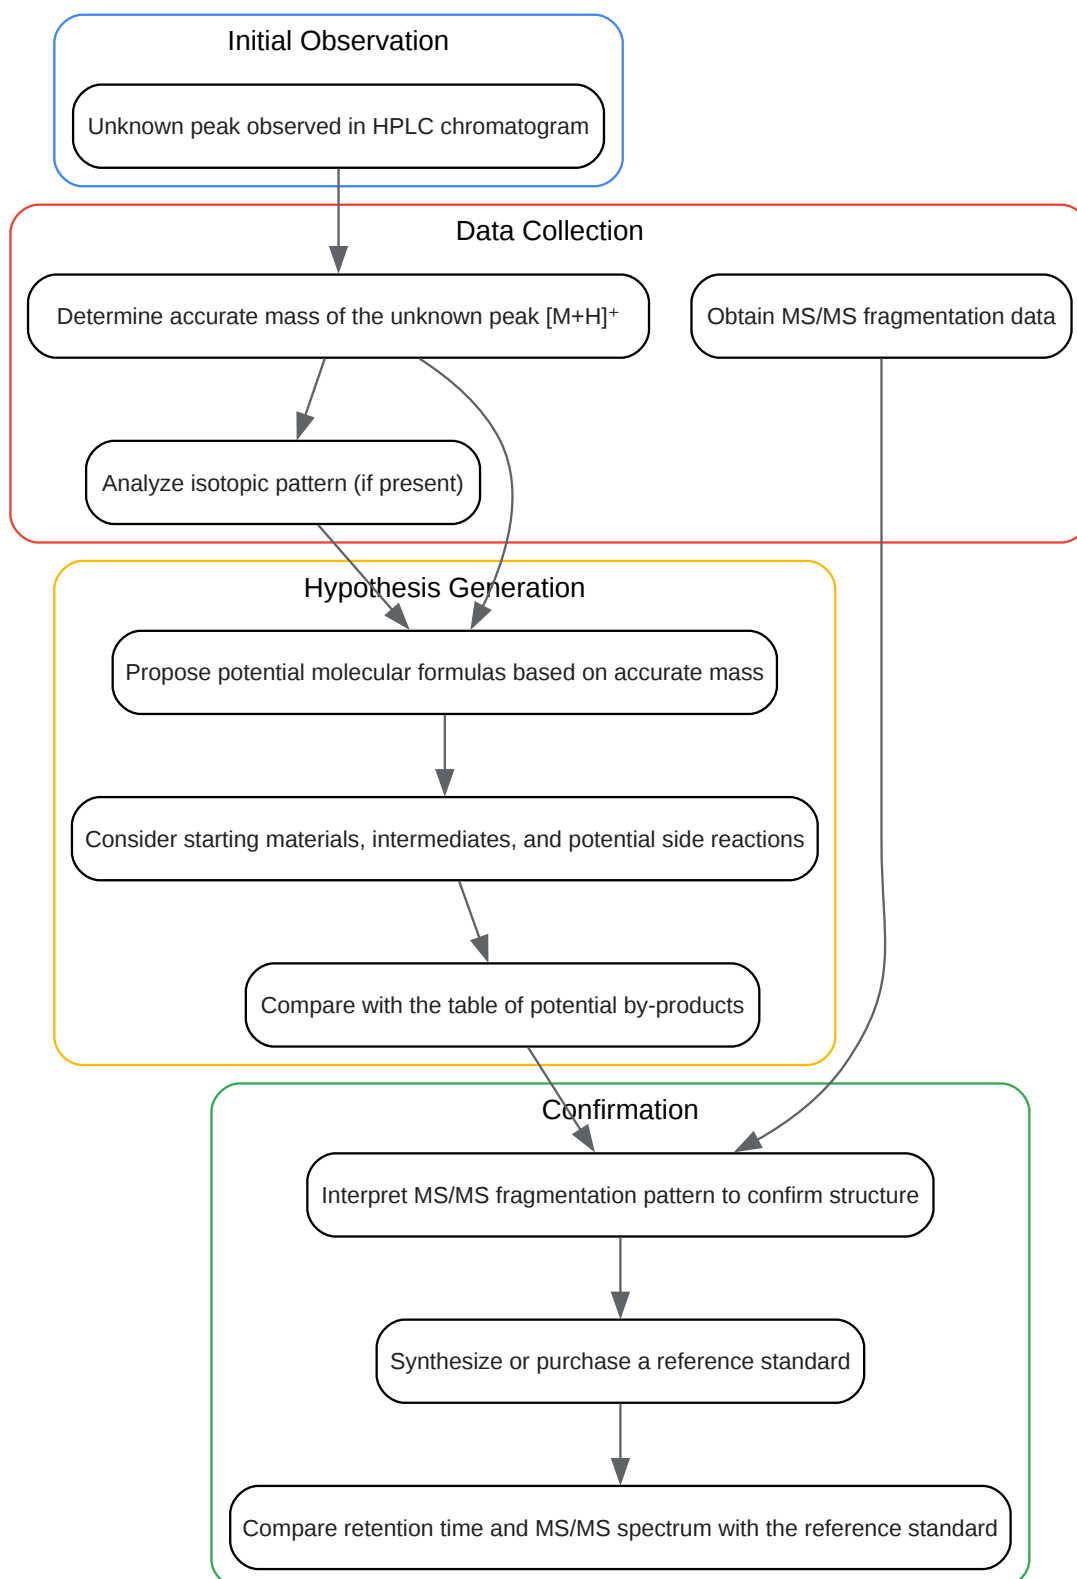 Initial Observation
Unknown peak observed in HPLC chromatogram
Data Collection
Determine accurate mass of the unknown peak [M+H]⁺
Obtain MS/MS fragmentation data
Analyze isotopic pattern (if present)
Hypothesis Generation
Propose potential molecular formulas based on accurate mass
Consider starting materials, intermediates, and potential side reactions
Compare with the table of potential by-products
Confirmation
Interpret MS/MS fragmentation pattern to confirm structure
Synthesize or purchase a reference standard
Compare retention time and MS/MS spectrum with the reference standard